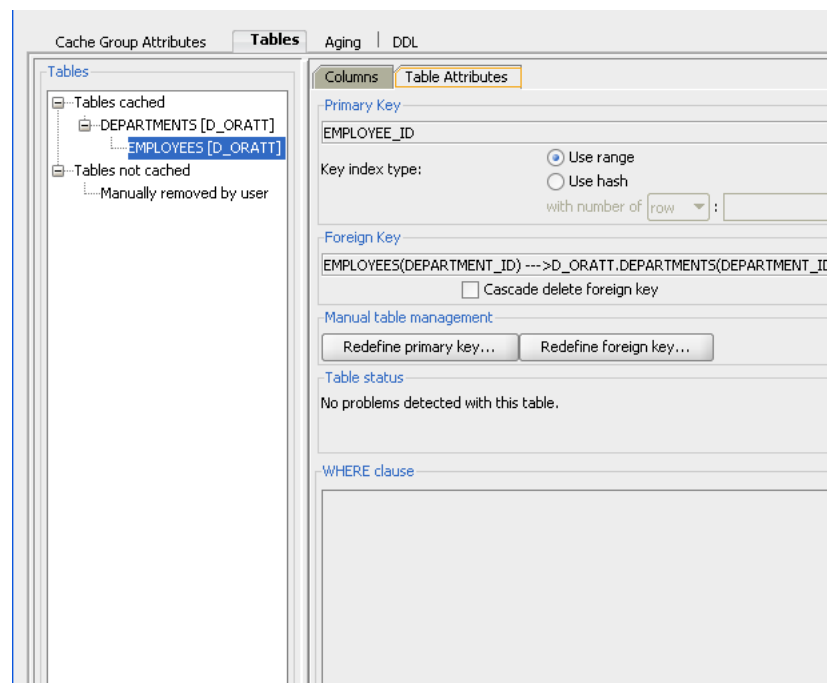 Cache Group Attributes Tables Aging DDL
Tables
Tables cached
DEPARTMENTS [D_ORATT]
EMPLOYEES [D_ORATT]
Tables not cached
Manually removed by user
Columns Table Attributes
Primary Key
EMPLOYEE_ID
Key index type:
Use range
Use hash
with number of row :
Foreign Key
EMPLOYEES(DEPARTMENT_ID) --->D_ORATT.DEPARTMENTS(DEPARTMENT_ID
Cascade delete foreign key
Manual table management
Redefine primary key... Redefine foreign key...
Table status
No problems detected with this table.
WHERE clause